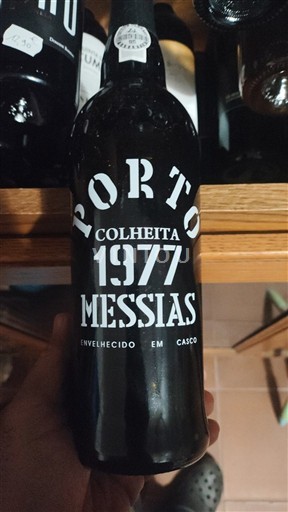 PORTO
COLHEITA
1977
MESSIAS
ENVELHECIDO EM CASCO